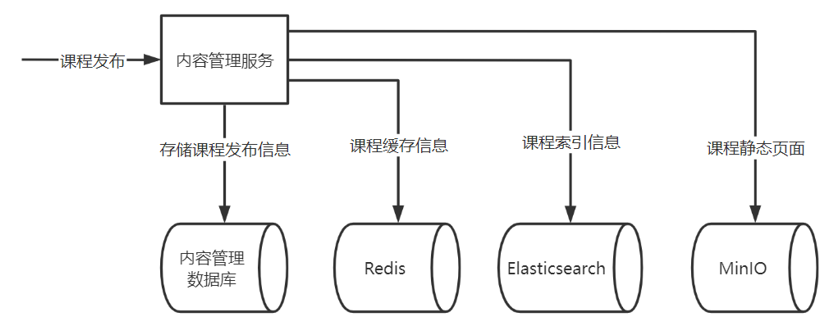 课程发布
内容管理服务
存储课程发布信息
课程缓存信息
课程索引信息
课程静态页面
内容管理
数据库
Redis
Elasticsearch
MinIO